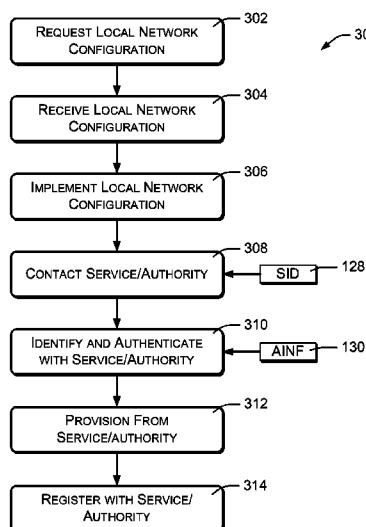 REQUEST LOCAL NETWORK
CONFIGURATION
302
30
RECEIVE LOCAL NETWORK
CONFIGURATION
304
IMPLEMENT LOCAL NETWORK
CONFIGURATION
306
CONTACT SERVICE/AUTHORITY
308
SID
128
IDENTIFY AND AUTHENTICATE
WITH SERVICE/AUTHORITY
310
AINF
130
PROVISION FROM
SERVICE/AUTHORITY
312
REGISTER WITH SERVICE/
AUTHORITY
314